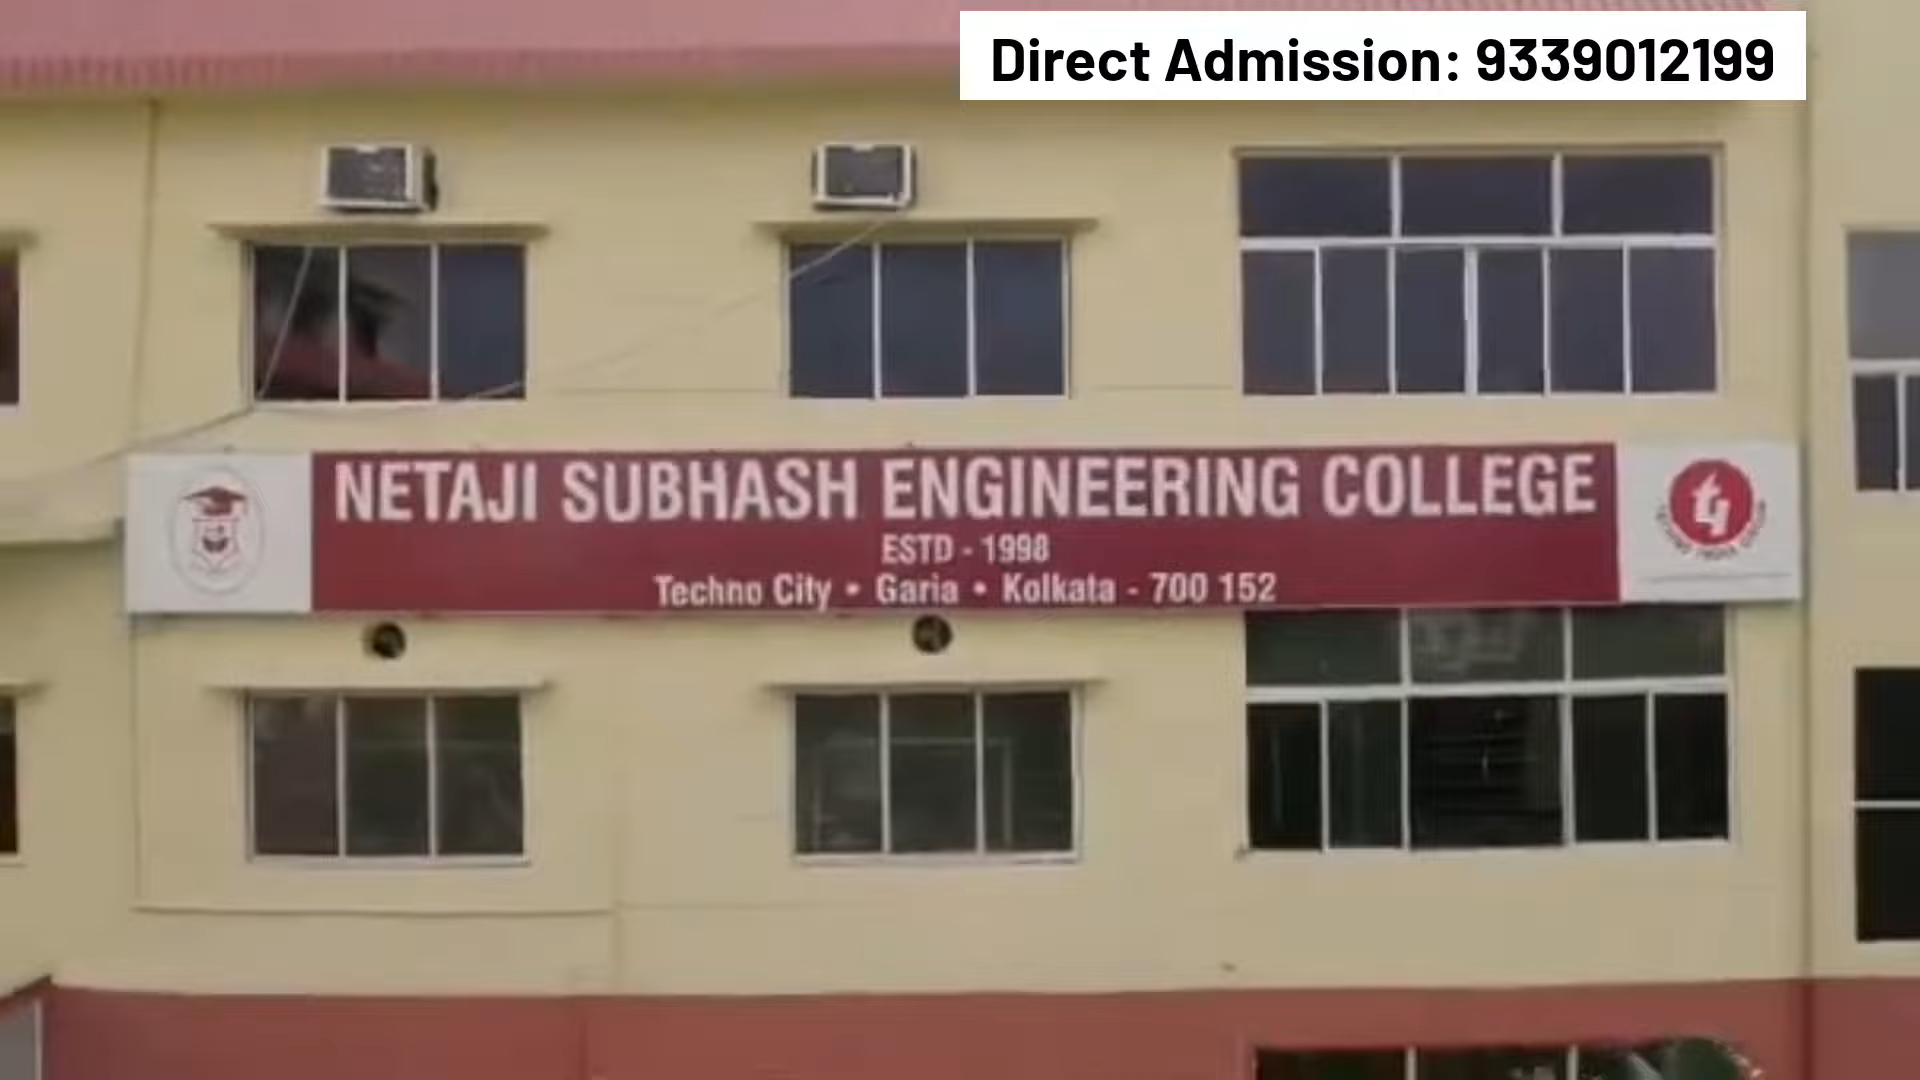 Direct Admission: 9339012199
NETAJI SUBHASH ENGINEERING COLLEGE
ESTD - 1998
Techno City • Garia • Kolkata - 700 152